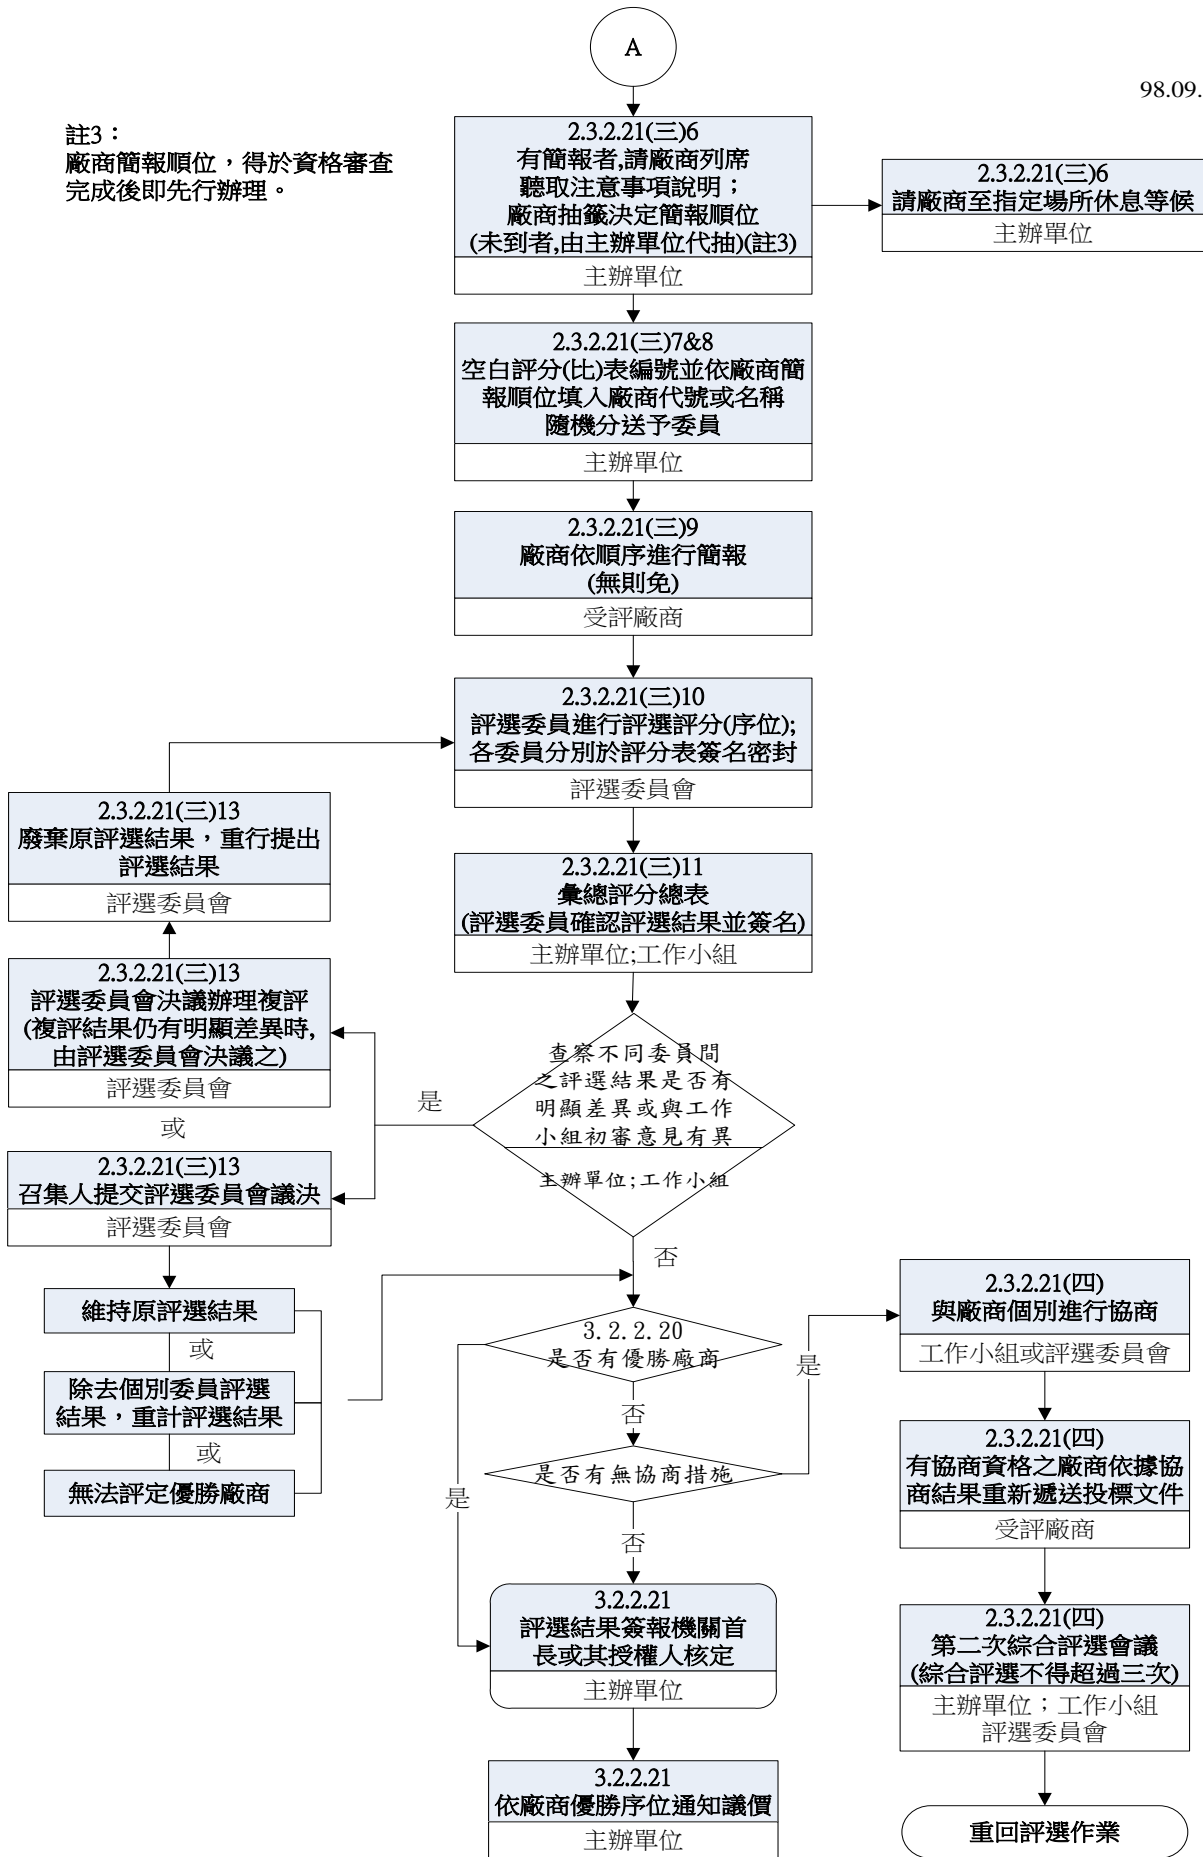 A
98.09.
註3：
廠商簡報順位，得於資格審查
完成後即先行辦理。
2.3.2.21(三)6
有簡報者,請廠商列席
聽取注意事項說明；
廠商抽籤決定簡報順位
(未到者,由主辦單位代抽)(註3)
主辦單位
2.3.2.21(三)6
請廠商至指定場所休息等候
主辦單位
2.3.2.21(三)7&8
空白評分(比)表編號並依廠商簡
報順位填入廠商代號或名稱
隨機分送予委員
主辦單位
2.3.2.21(三)9
廠商依順序進行簡報
(無則免)
受評廠商
2.3.2.21(三)10
評選委員進行評選評分(序位);
各委員分別於評分表簽名密封
評選委員會
2.3.2.21(三)13
廢棄原評選結果，重行提出
評選結果
評選委員會
2.3.2.21(三)11
彙總評分總表
(評選委員確認評選結果並簽名)
主辦單位;工作小組
2.3.2.21(三)13
評選委員會決議辦理複評
(複評結果仍有明顯差異時,
由評選委員會決議之)
評選委員會
或
是
查察不同委員間
之評選結果是否有
明顯差異或與工作
小組初審意見有異
主辦單位;工作小組
2.3.2.21(三)13
召集人提交評選委員會議決
評選委員會
否
維持原評選結果
或
除去個別委員評選
結果，重計評選結果
或
無法評定優勝廠商
3.2.2.20
是否有優勝廠商
否
是
是否有無協商措施
是
否
2.3.2.21(四)
與廠商個別進行協商
工作小組或評選委員會
2.3.2.21(四)
有協商資格之廠商依據協
商結果重新遞送投標文件
受評廠商
3.2.2.21
評選結果簽報機關首
長或其授權人核定
主辦單位
2.3.2.21(四)
第二次綜合評選會議
(綜合評選不得超過三次)
主辦單位；工作小組
評選委員會
3.2.2.21
依廠商優勝序位通知議價
主辦單位
重回評選作業